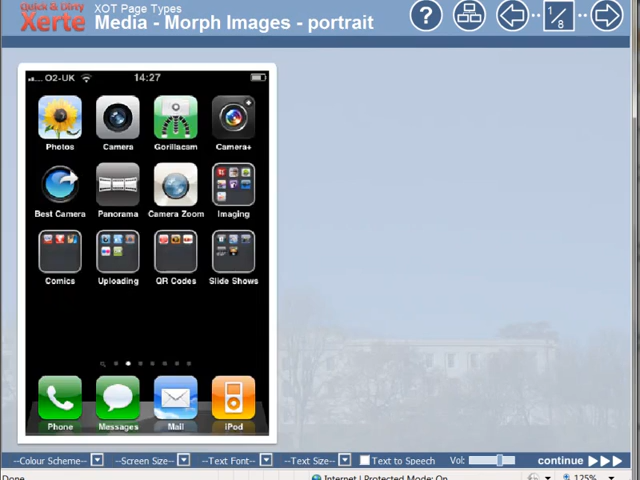 Quick & Dirty
Xerte
XOT Page Types
Media - Morph Images - portrait
?
1/8
O2-UK 14:27
Photos Camera Gorillacam Camera+
Best Camera Panorama Camera Zoom Imaging
Comics Uploading QR Codes Slide Shows
Phone Messages Mail iPod
--Colour Scheme-- --Screen Size-- --Text Font-- --Text Size-- Text to Speech Vol: continue
Done Internet | Protected Mode: On 125%